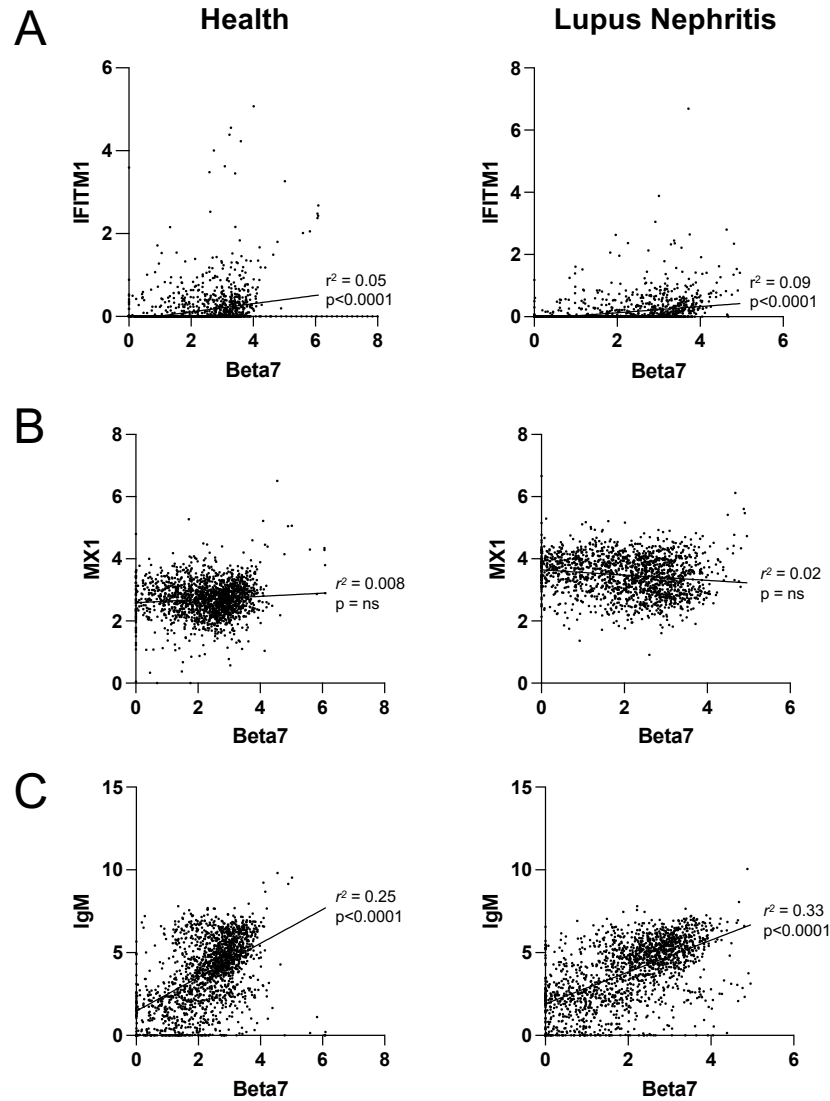 Health
Lupus Nephritis
A
6
4
2
0
IFITM1
0 2 4 6 8
Beta7
r² = 0.05
p<0.0001
8
6
4
2
0
IFITM1
0 2 4 6
Beta7
r² = 0.09
p<0.0001
B
8
6
4
2
0
MX1
0 2 4 6 8
Beta7
r² = 0.008
p = ns
8
6
4
2
0
MX1
0 2 4 6
Beta7
r² = 0.02
p = ns
C
15
10
5
0
IgM
0 2 4 6 8
Beta7
r² = 0.25
p<0.0001
15
10
5
0
IgM
0 2 4 6
Beta7
r² = 0.33
p<0.0001